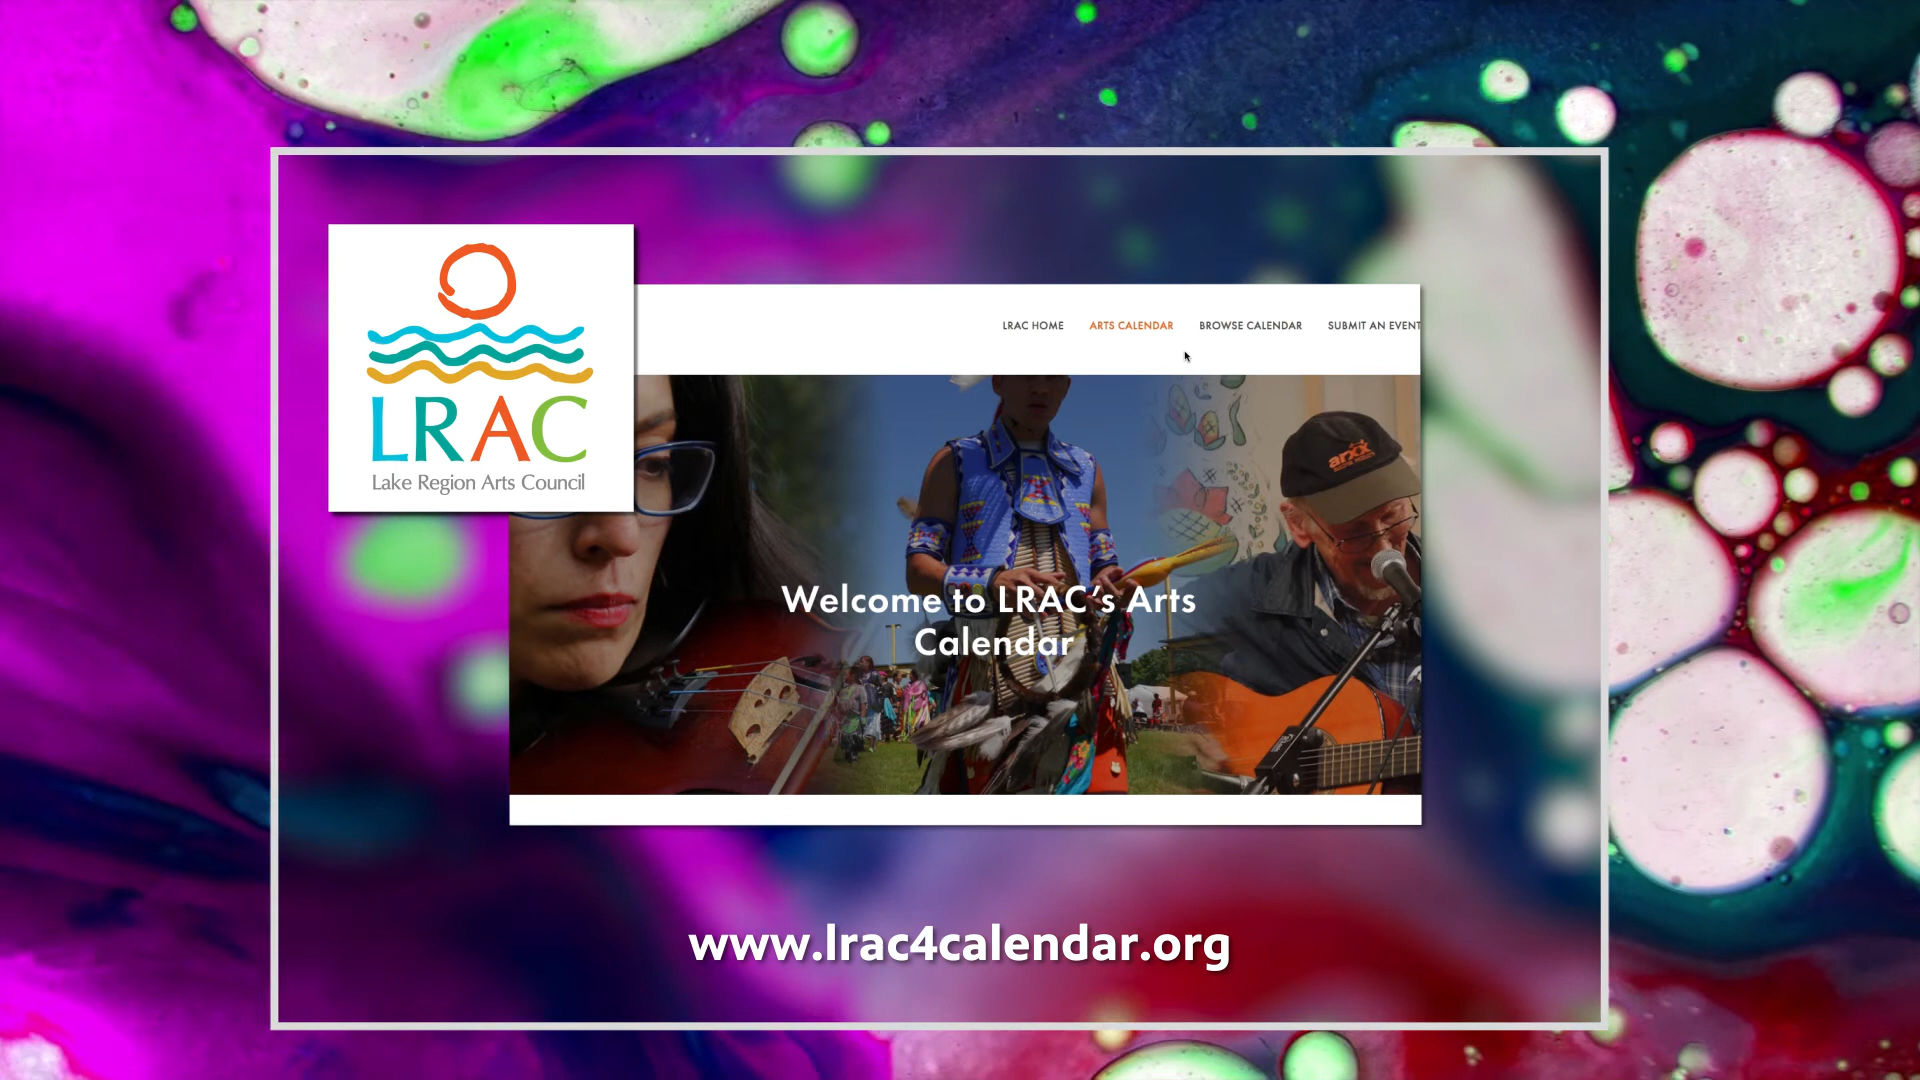 LRAC
Lake Region Arts Council
LRAC HOME ARTS CALENDAR BROWSE CALENDAR SUBMIT AN EVENT
arxx
Welcome to LRAC's Arts
Calendar
www.lrac4calendar.org